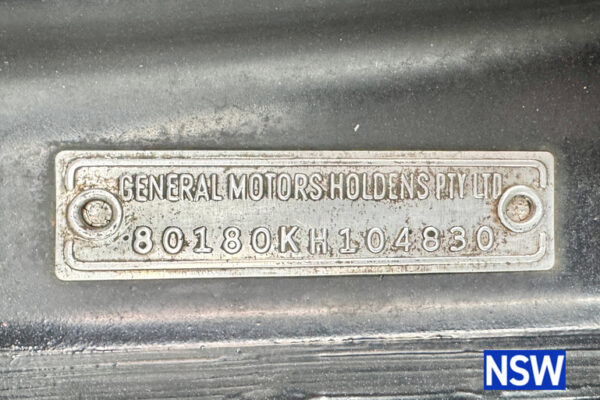 GENERAL MOTORS HOLDENS PTY LTD
80180KH104830
NSW